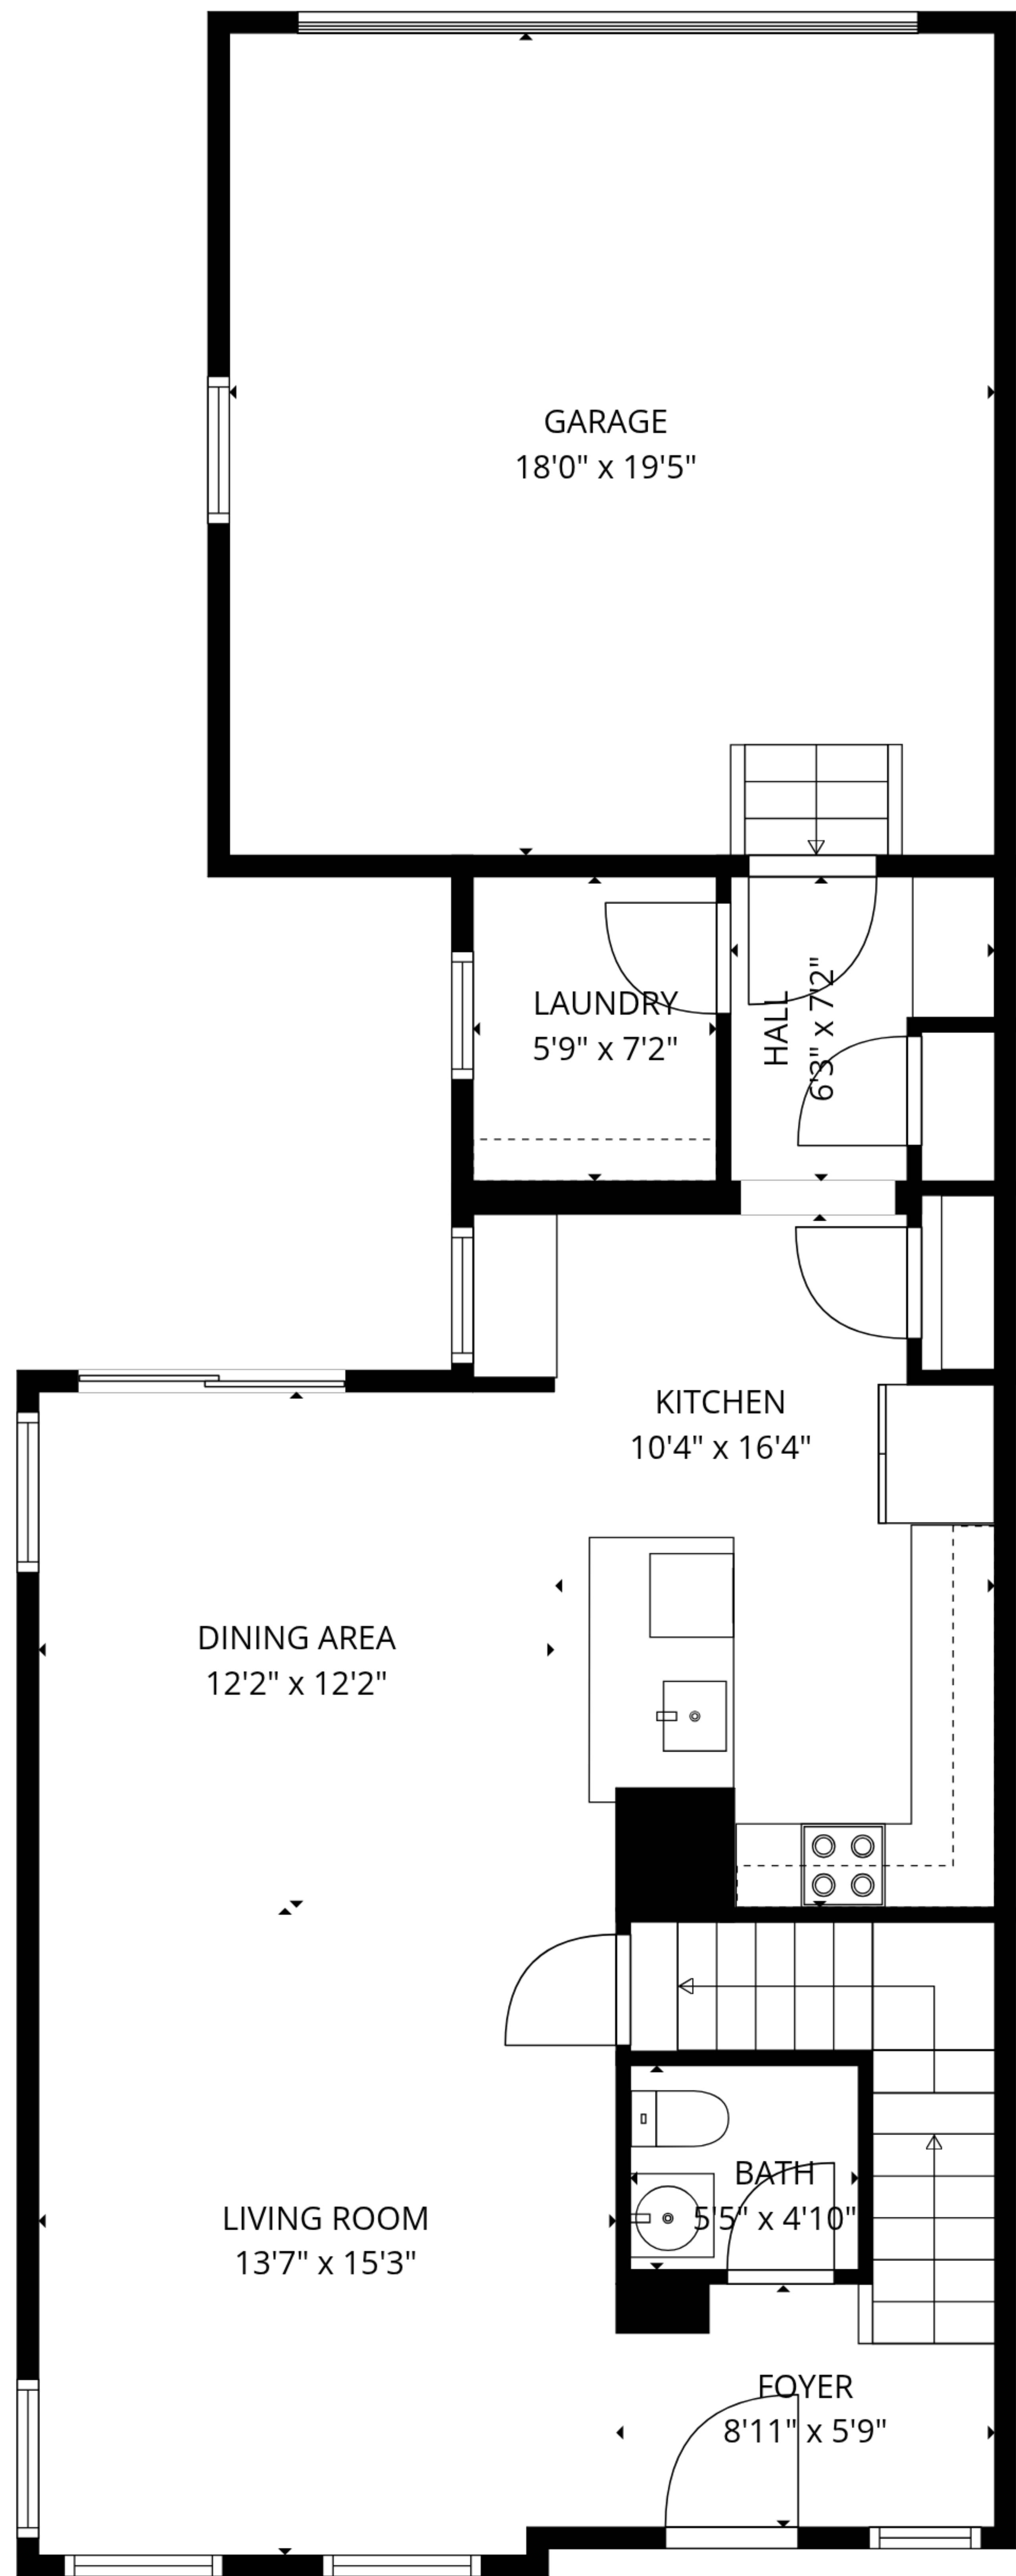 GARAGE
18'0" x 19'5"
LAUNDRY
5'9" x 7'2"
HALL
6'3" x 7'2"
KITCHEN
10'4" x 16'4"
DINING AREA
12'2" x 12'2"
BATH
5'5" x 4'10"
LIVING ROOM
13'7" x 15'3"
FOYER
8'11" x 5'9"